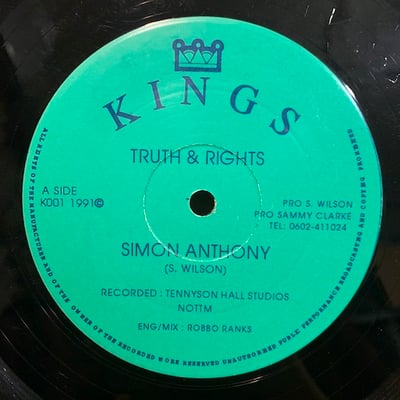 KINGS
TRUTH & RIGHTS
A SIDE
K001 1991©
PRO S. WILSON
PRO SAMMY CLARKE
TEL: 0602-411024
SIMON ANTHONY
(S. WILSON)
RECORDED : TENNYSON HALL STUDIOS
NOTTM
ENG/MIX : ROBBO RANKS
ALL RIGHTS OF THE MANUFACTURER AND OF THE OWNER OF THE RECORDED WORK RESERVED UNAUTHORISED PUBLIC PERFORMANCE BROADCASTING AND COPYING PROHIBITED